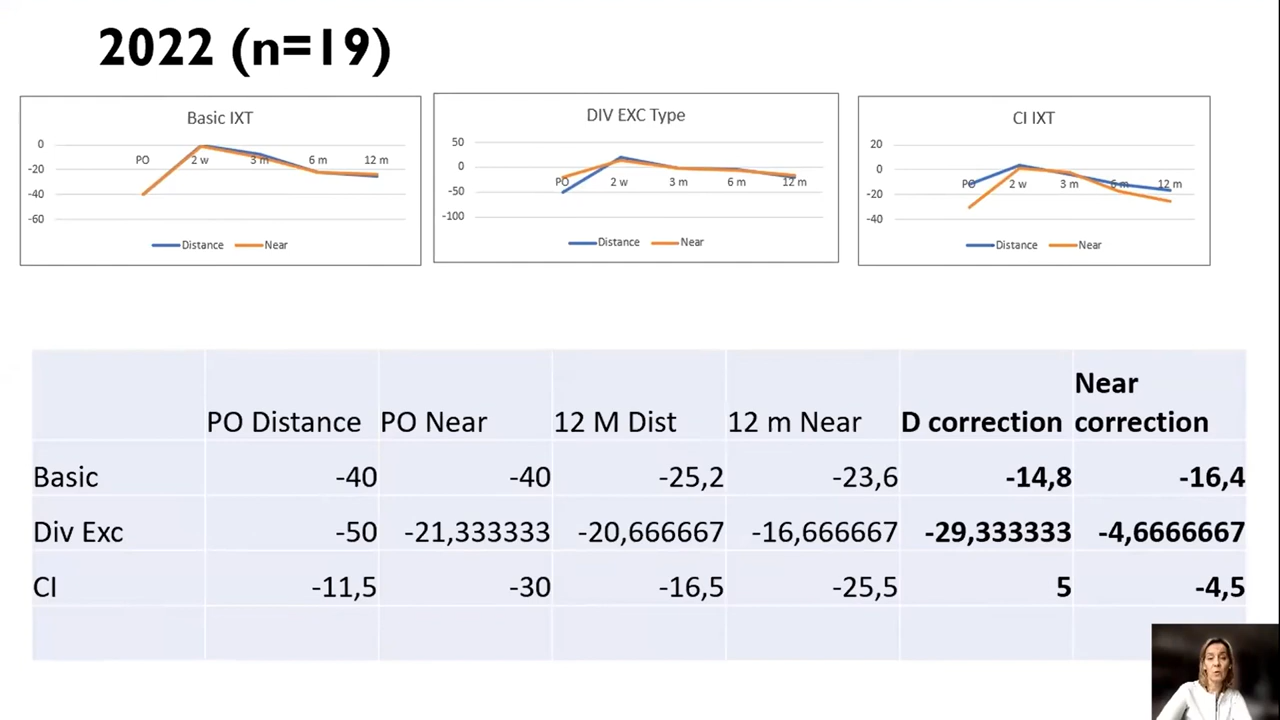 2022 (n=19)
Basic IXT
0
-20
-40
-60
PO 2 w 3 m 6 m 12 m
Distance Near
DIV EXC Type
50
0
-50
-100
PO 2 w 3 m 6 m 12 m
Distance Near
CI IXT
20
0
-20
-40
PO 2 w 3 m 6 m 12 m
Distance Near
PO Distance PO Near 12 M Dist 12 m Near D correction Near correction
Basic -40 -40 -25,2 -23,6 -14,8 -16,4
Div Exc -50 -21,333333 -20,666667 -16,666667 -29,333333 -4,6666667
CI -11,5 -30 -16,5 -25,5 5 -4,5